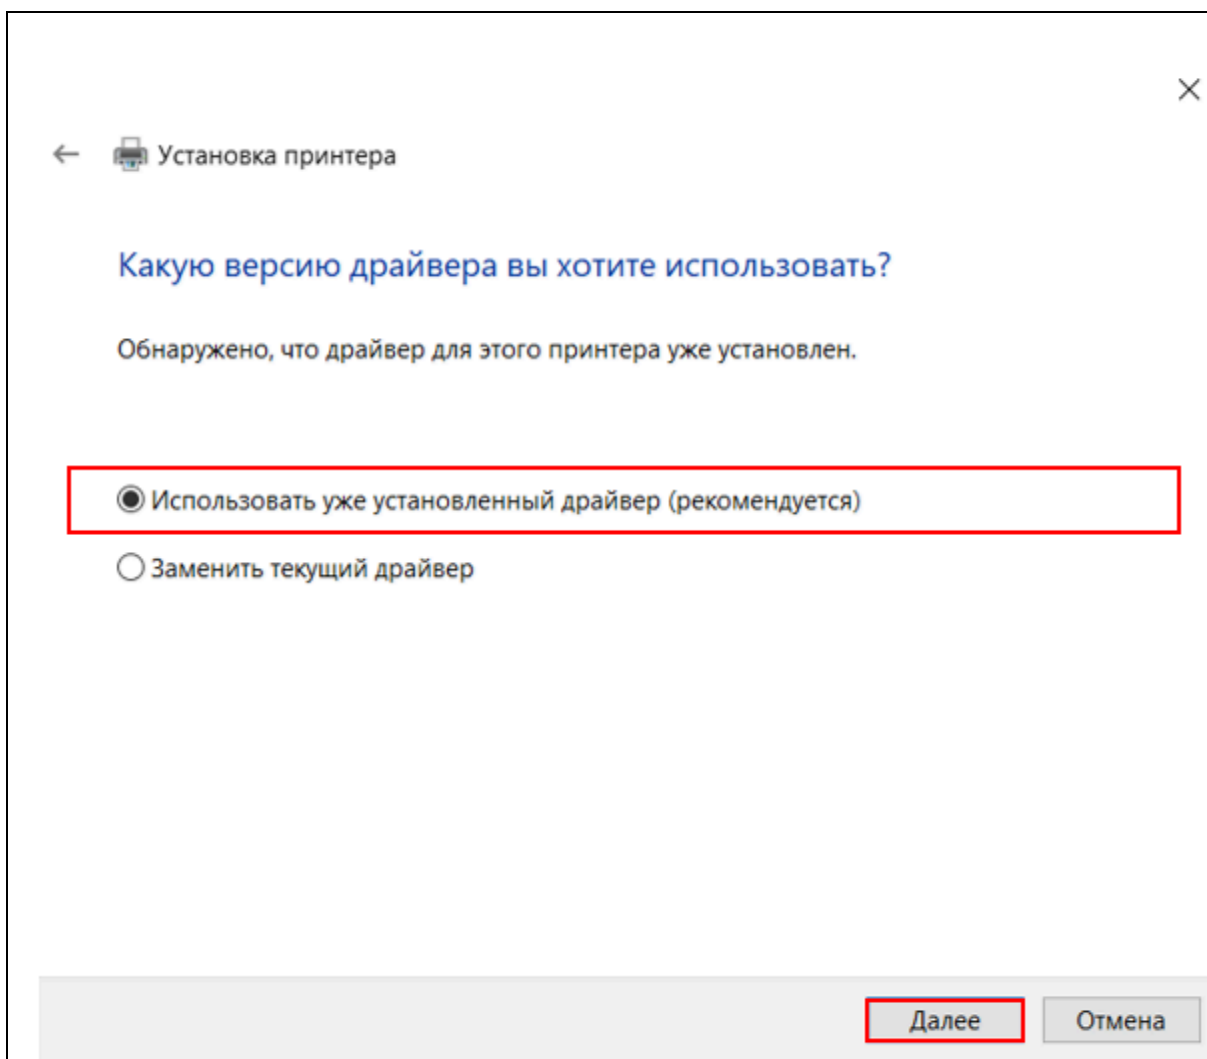 Установка принтера
Какую версию драйвера вы хотите использовать?
Обнаружено, что драйвер для этого принтера уже установлен.
Использовать уже установленный драйвер (рекомендуется)
Заменить текущий драйвер
Далее
Отмена